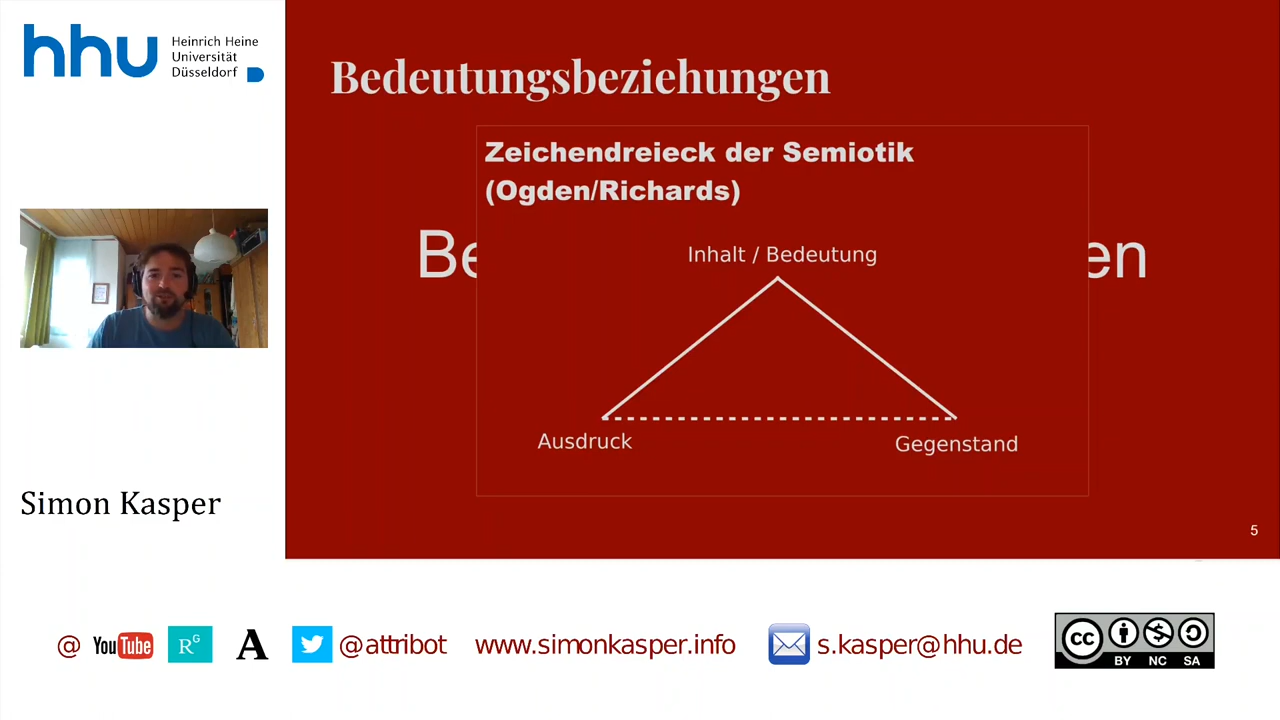 hhu
Heinrich Heine
Universität
Düsseldorf
Bedeutungsbeziehungen
Zeichendreieck der Semiotik
(Ogden/Richards)
Be
en
Inhalt / Bedeutung
Ausdruck
Gegenstand
Simon Kasper
5
@ YouTube RG A @attribot www.simonkasper.info s.kasper@hhu.de
cc
BY NC SA